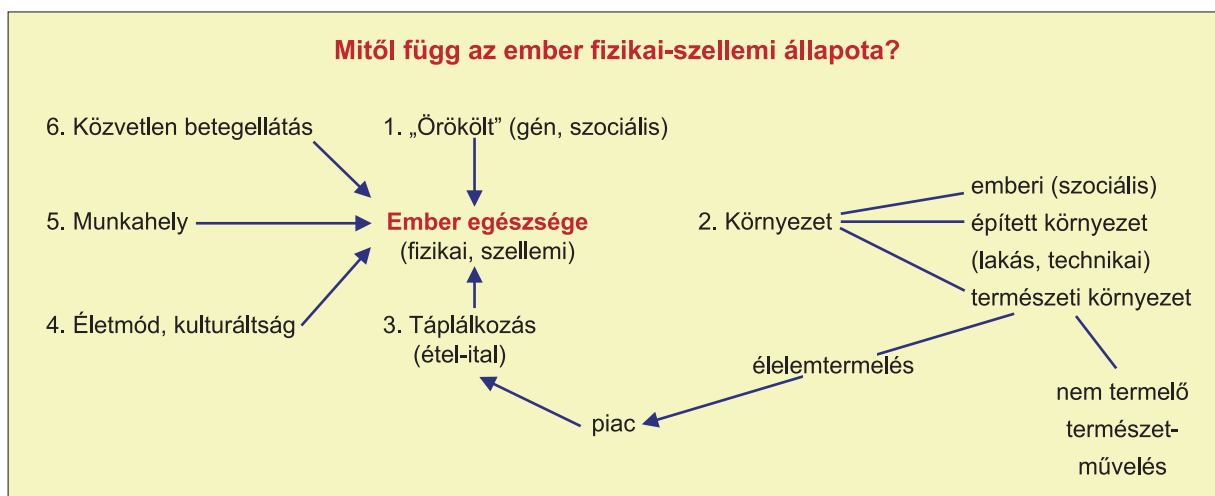 Mitől függ az ember fizikai-szellemi állapota?
6. Közvetlen betegellátás
1. „Örökölt” (gén, szociális)
5. Munkahely
Ember egészsége
(fizikai, szellemi)
2. Környezet
emberi (szociális)
épített környezet
(lakás, technikai)
természeti környezet
4. Életmód, kulturáltság
3. Táplálkozás
(étel-ital)
élelemtermelés
piac
nem termelő
természet-
művelés